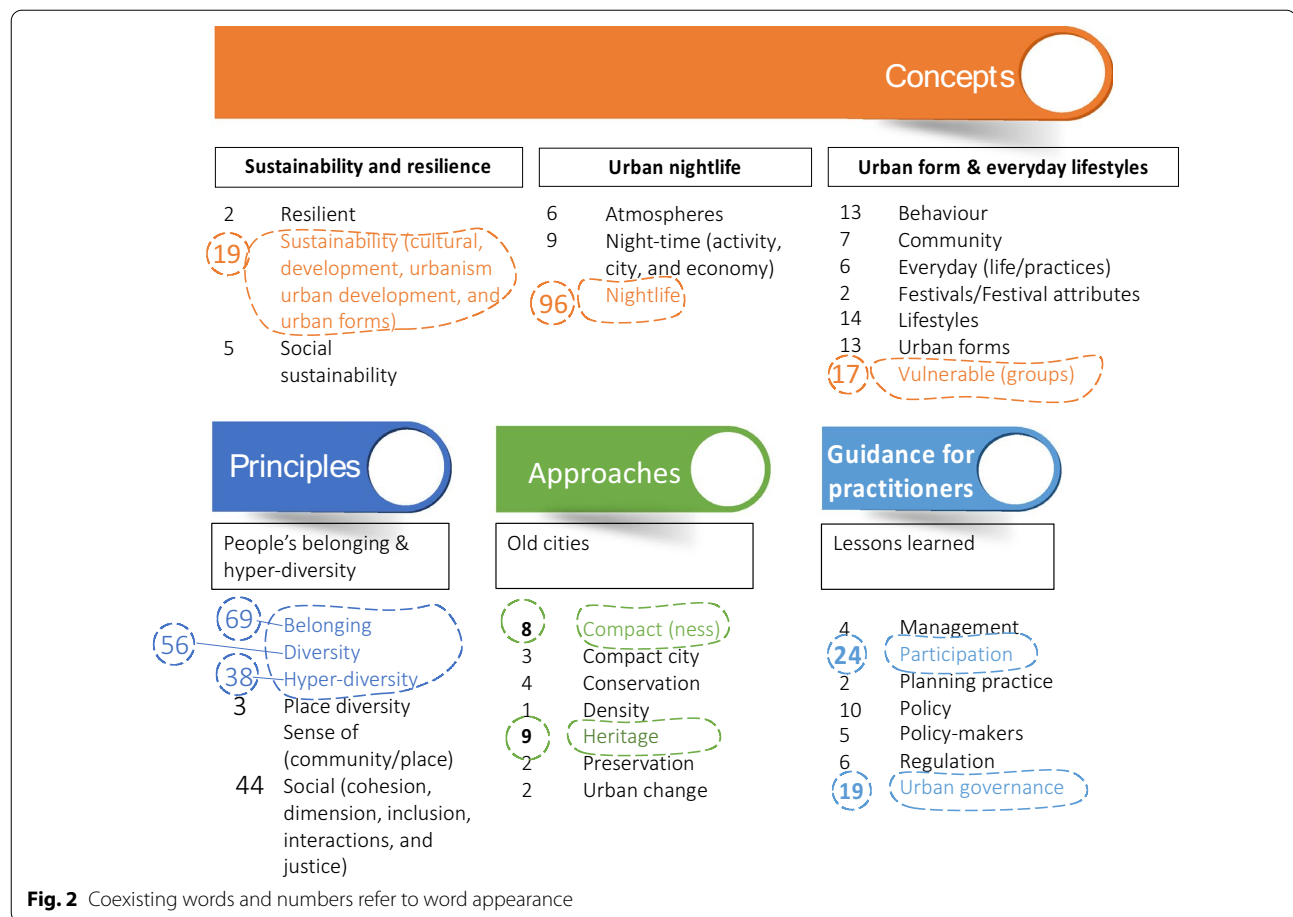 Concepts
Sustainability and resilience
2 Resilient
19 Sustainability (cultural,
development, urbanism
urban development, and
urban forms)
5 Social
sustainability
Urban nightlife
6 Atmospheres
9 Night-time (activity,
city, and economy)
96 Nightlife
Urban form & everyday lifestyles
13 Behaviour
7 Community
6 Everyday (life/practices)
2 Festivals/Festival attributes
14 Lifestyles
13 Urban forms
17 Vulnerable (groups)
Principles
People's belonging &
hyper-diversity
69 Belonging
56 Diversity
38 Hyper-diversity
3 Place diversity
Sense of
(community/place)
44 Social (cohesion,
dimension, inclusion,
interactions, and
justice)
Approaches
Old cities
8 Compact (ness)
3 Compact city
4 Conservation
1 Density
9 Heritage
2 Preservation
2 Urban change
Guidance for
practitioners
Lessons learned
4 Management
24 Participation
2 Planning practice
10 Policy
5 Policy-makers
6 Regulation
19 Urban governance
Fig. 2 Coexisting words and numbers refer to word appearance